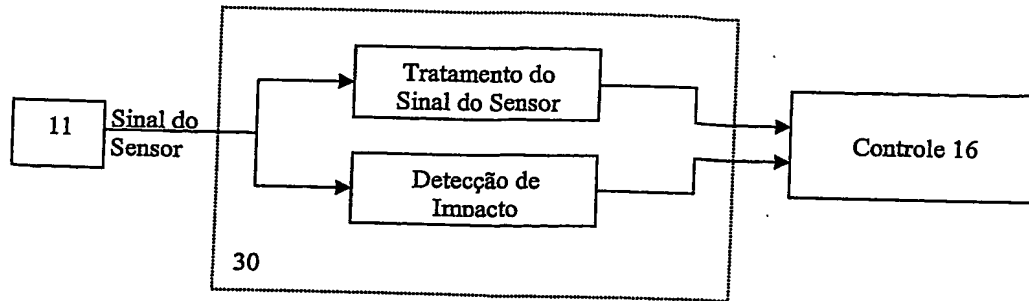 11
Sinal do
Sensor
Tratamento do
Sinal do Sensor
Detecção de
Impacto
30
Controle 16